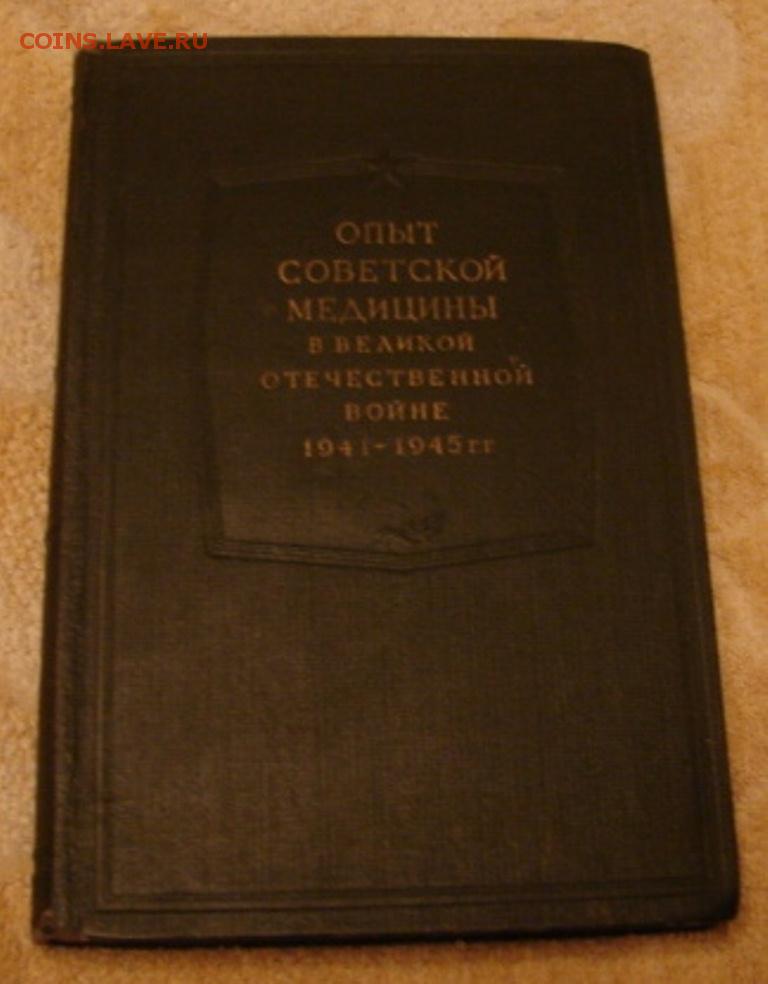 COINS.LAVE.RU
ОПЫТ
СОВЕТСКОЙ
МЕДИЦИНЫ
В ВЕЛИКОЙ
ОТЕЧЕСТВЕННОЙ
ВОЙНЕ
1941-1945 гг